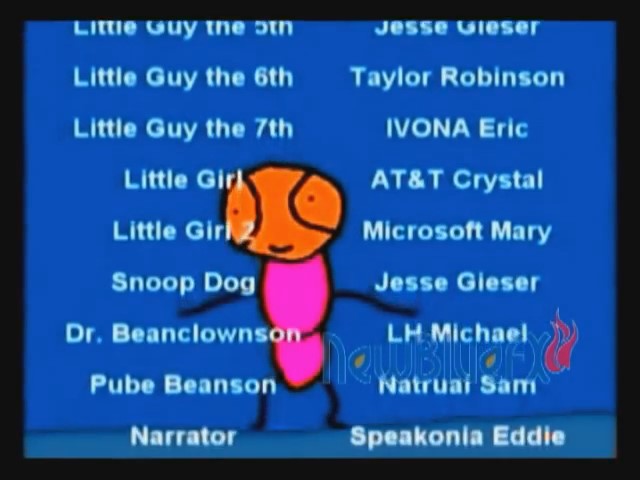 Little Guy the 5th Jesse Gieser
Little Guy the 6th Taylor Robinson
Little Guy the 7th IVONA Eric
Little Girl AT&T Crystal
Little Girl 2 Microsoft Mary
Snoop Dog Jesse Gieser
Dr. Beanclownson LH Michael
NewBlueFX
Pube Beanson Natrual Sam
Narrator Speakonia Eddie